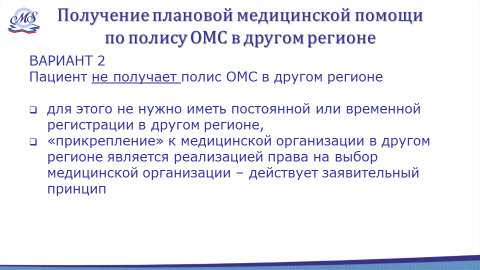 OMS
Получение плановой медицинской помощи
по полису ОМС в другом регионе
ВАРИАНТ 2
Пациент не получает полис ОМС в другом регионе
для этого не нужно иметь постоянной или временной
регистрации в другом регионе,
«прикрепление» к медицинской организации в другом
регионе является реализацией права на выбор
медицинской организации – действует заявительный
принцип